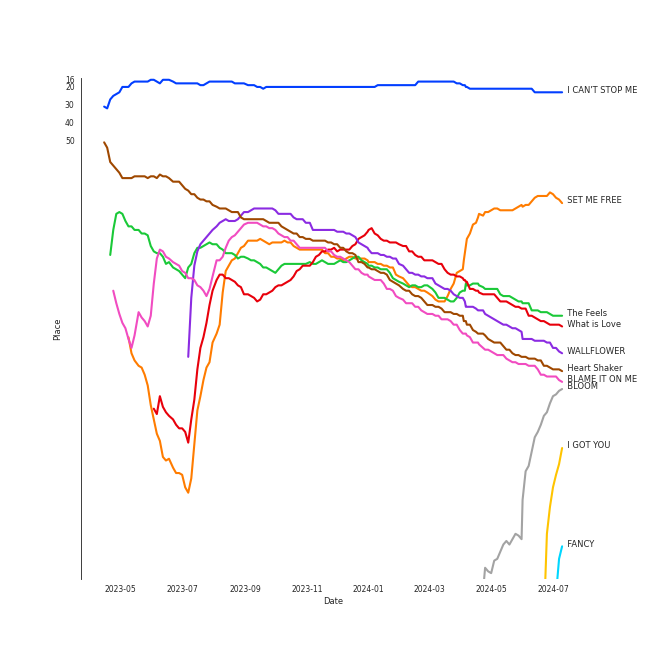 16
20
30
40
50
Place
I CAN'T STOP ME
SET ME FREE
The Feels
What is Love
WALLFLOWER
Heart Shaker
BLAME IT ON ME
BLOOM
I GOT YOU
FANCY
2023-05 2023-07 2023-09 2023-11 2024-01 2024-03 2024-05 2024-07
Date